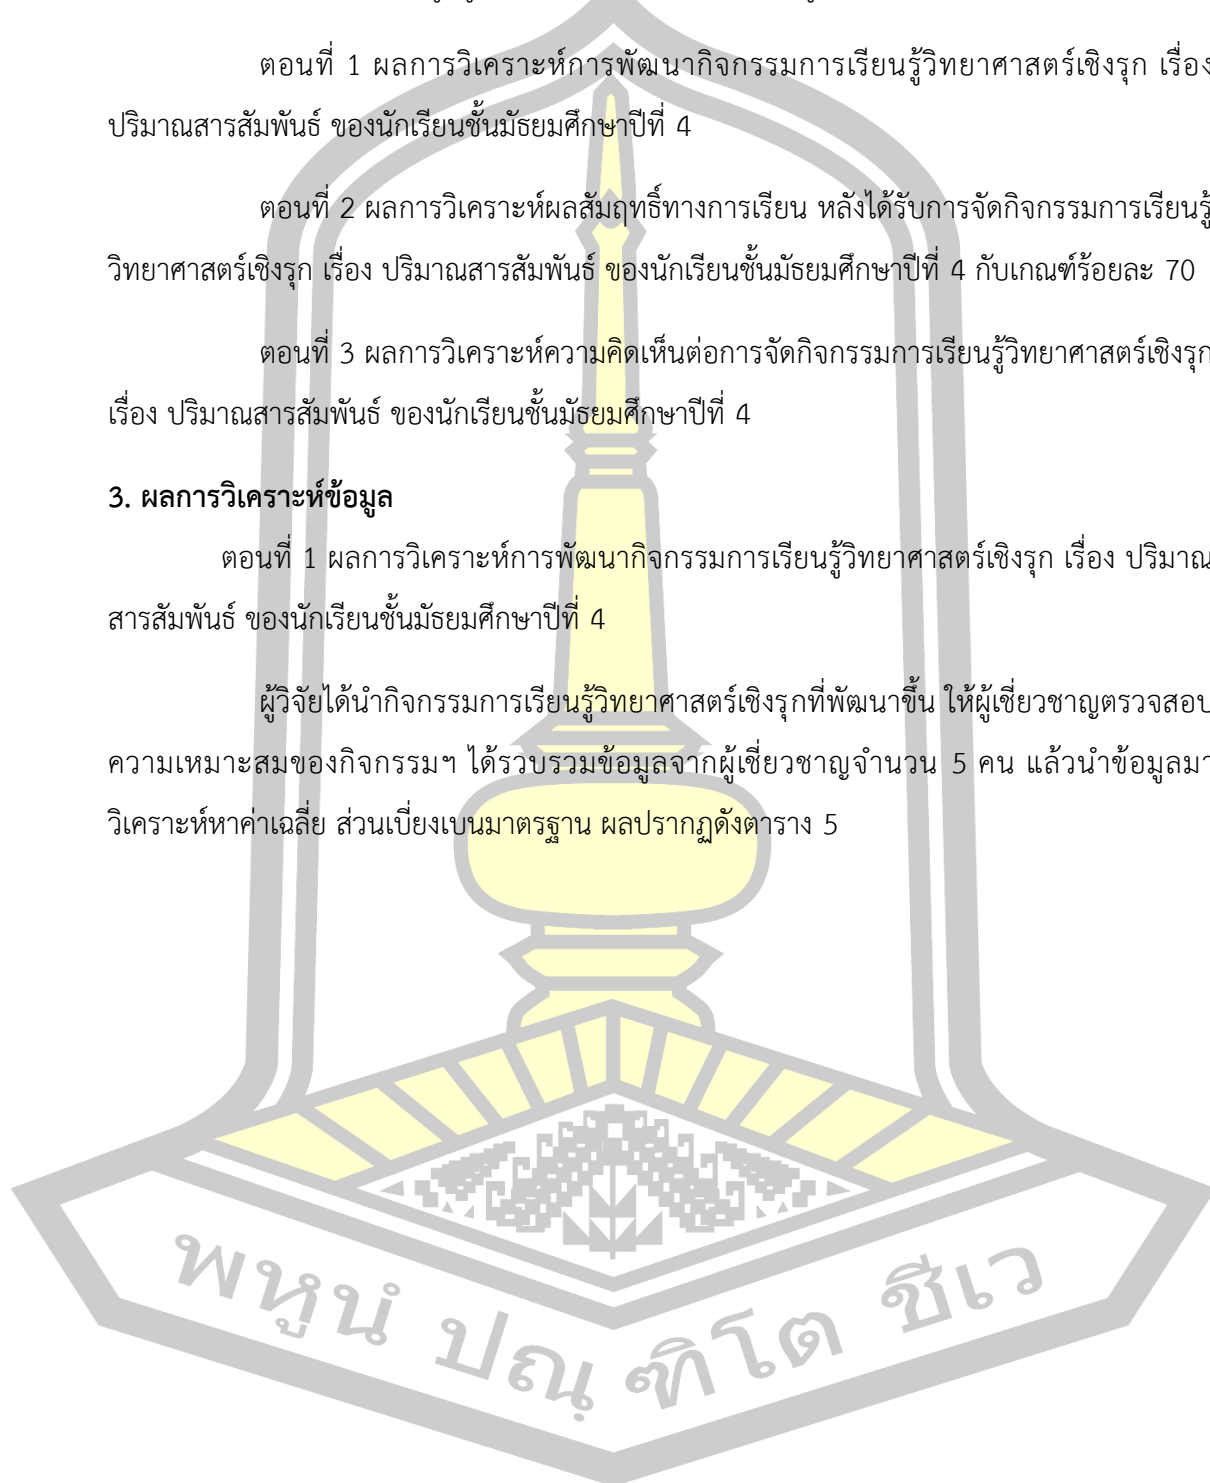 ตอนที่ 1 ผลการวิเคราะห์การพัฒนากิจกรรมการเรียนรู้วิทยาศาสตร์เชิงรุก เรื่อง
ปริมาณสารสัมพันธ์ ของนักเรียนชั้นมัธยมศึกษาปีที่ 4
ตอนที่ 2 ผลการวิเคราะห์ผลสัมฤทธิ์ทางการเรียน หลังได้รับการจัดกิจกรรมการเรียนรู้
วิทยาศาสตร์เชิงรุก เรื่อง ปริมาณสารสัมพันธ์ ของนักเรียนชั้นมัธยมศึกษาปีที่ 4 กับเกณฑ์ร้อยละ 70
ตอนที่ 3 ผลการวิเคราะห์ความคิดเห็นต่อการจัดกิจกรรมการเรียนรู้วิทยาศาสตร์เชิงรุก
เรื่อง ปริมาณสารสัมพันธ์ ของนักเรียนชั้นมัธยมศึกษาปีที่ 4
3. ผลการวิเคราะห์ข้อมูล
ตอนที่ 1 ผลการวิเคราะห์การพัฒนากิจกรรมการเรียนรู้วิทยาศาสตร์เชิงรุก เรื่อง ปริมาณ
สารสัมพันธ์ ของนักเรียนชั้นมัธยมศึกษาปีที่ 4
ผู้วิจัยได้นำกิจกรรมการเรียนรู้วิทยาศาสตร์เชิงรุกที่พัฒนาขึ้น ให้ผู้เชี่ยวชาญตรวจสอบ
ความเหมาะสมของกิจกรรมฯ ได้รวบรวมข้อมูลจากผู้เชี่ยวชาญจำนวน 5 คน แล้วนำข้อมูลมา
วิเคราะห์หาค่าเฉลี่ย ส่วนเบี่ยงเบนมาตรฐาน ผลปรากฏดังตาราง 5
พหูนํ ปณฺ ฑิโต ชีเว